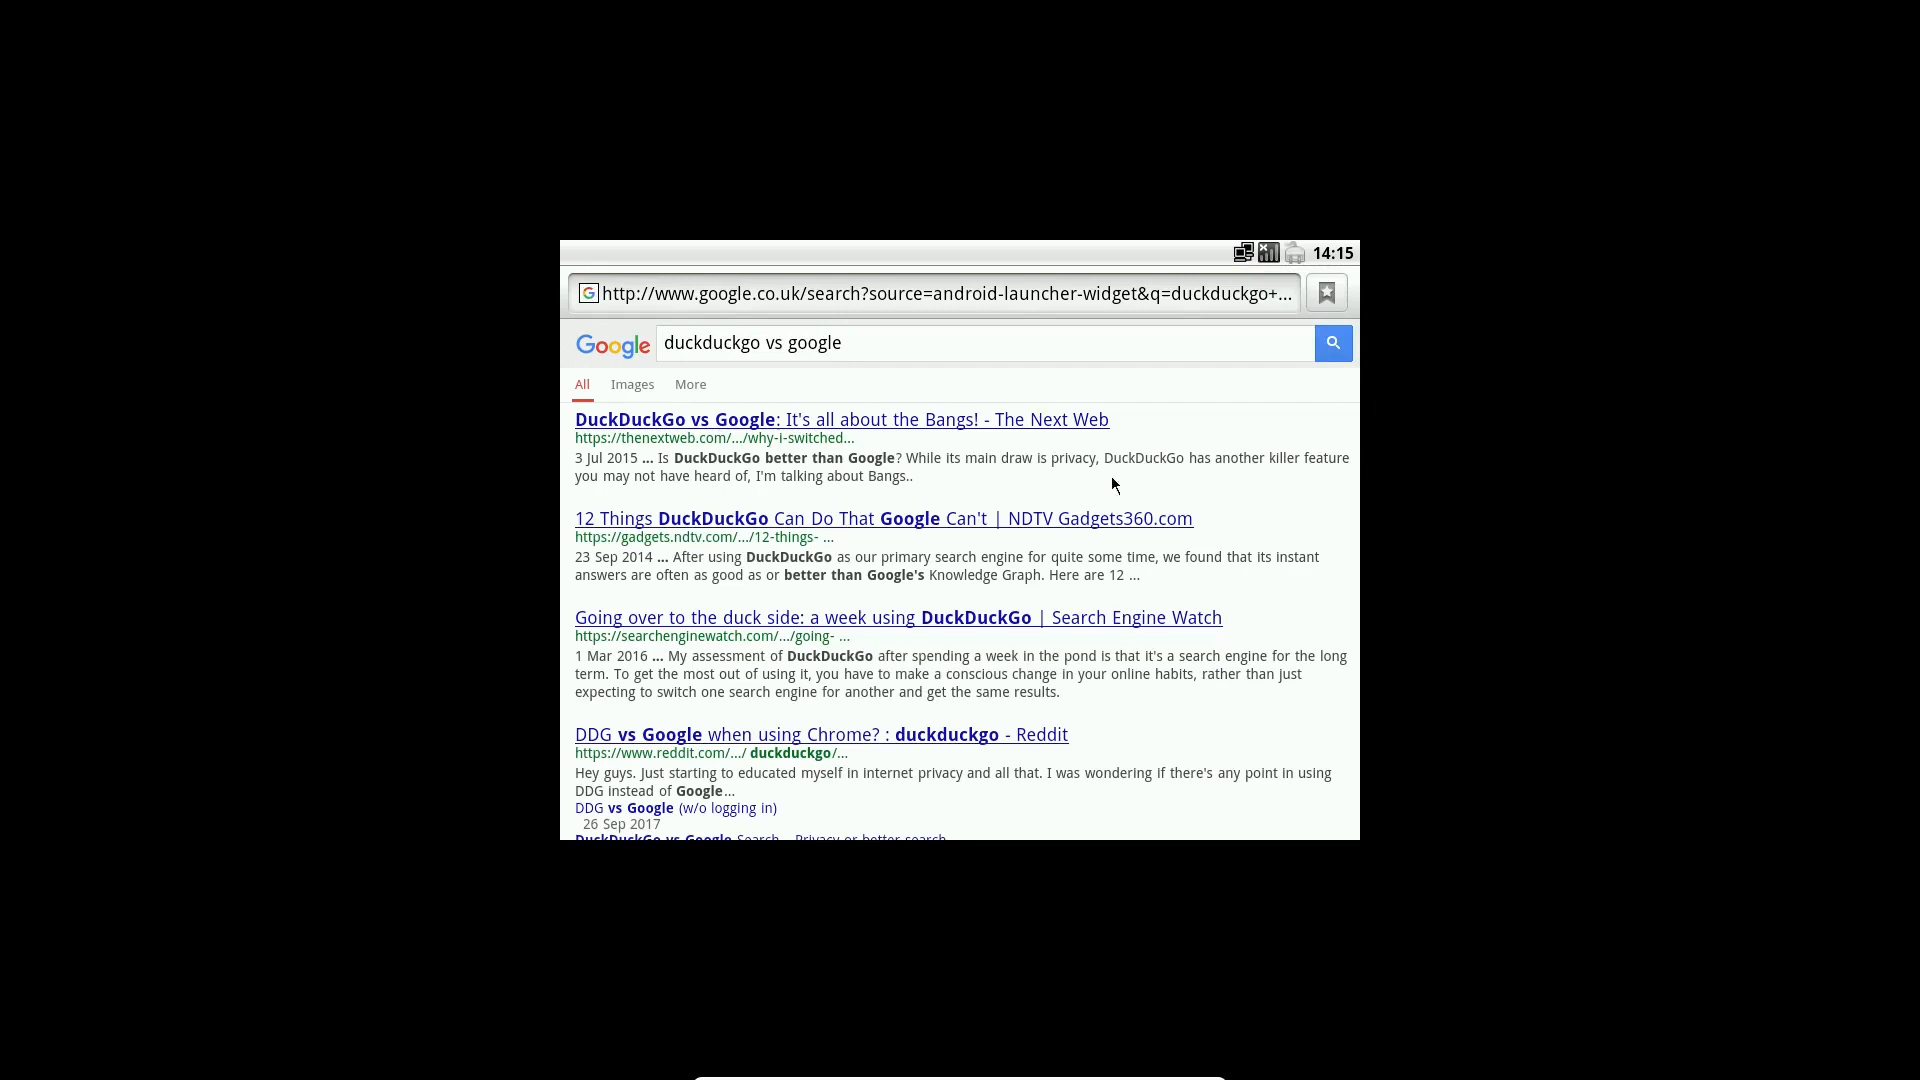 14:15
http://www.google.co.uk/search?source=android-launcher-widget&q=duckduckgo+...
Google
duckduckgo vs google
All Images More
DuckDuckGo vs Google: It's all about the Bangs! - The Next Web
https://thenextweb.com/.../why-i-switched...
3 Jul 2015 ... Is DuckDuckGo better than Google? While its main draw is privacy, DuckDuckGo has another killer feature
you may not have heard of, I'm talking about Bangs..
12 Things DuckDuckGo Can Do That Google Can't | NDTV Gadgets360.com
https://gadgets.ndtv.com/.../12-things- ...
23 Sep 2014 ... After using DuckDuckGo as our primary search engine for quite some time, we found that its instant
answers are often as good as or better than Google's Knowledge Graph. Here are 12 ...
Going over to the duck side: a week using DuckDuckGo | Search Engine Watch
https://searchenginewatch.com/.../going- ...
1 Mar 2016 ... My assessment of DuckDuckGo after spending a week in the pond is that it's a search engine for the long
term. To get the most out of using it, you have to make a conscious change in your online habits, rather than just
expecting to switch one search engine for another and get the same results.
DDG vs Google when using Chrome? : duckduckgo - Reddit
https://www.reddit.com/.../ duckduckgo/...
Hey guys. Just starting to educated myself in internet privacy and all that. I was wondering if there's any point in using
DDG instead of Google...
DDG vs Google (w/o logging in)
26 Sep 2017
DuckDuckGo vs Google Search - Privacy or better search